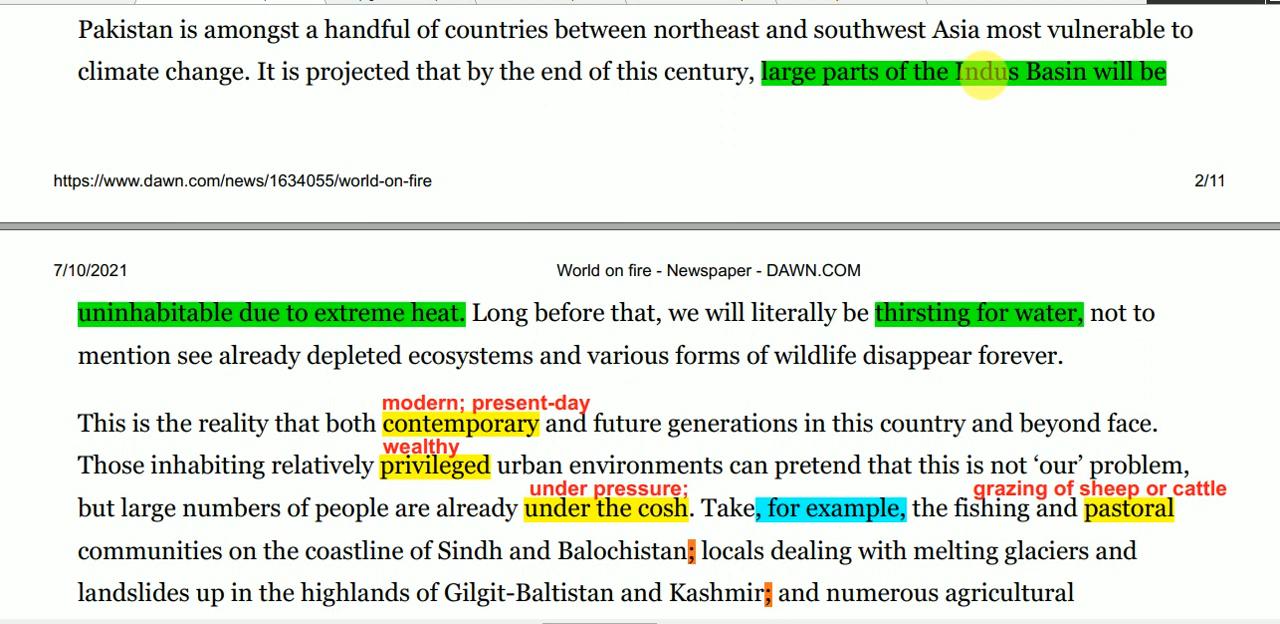 Pakistan is amongst a handful of countries between northeast and southwest Asia most vulnerable to
climate change. It is projected that by the end of this century, large parts of the Indus Basin will be
https://www.dawn.com/news/1634055/world-on-fire 2/11
7/10/2021 World on fire - Newspaper - DAWN.COM
uninhabitable due to extreme heat. Long before that, we will literally be thirsting for water, not to
mention see already depleted ecosystems and various forms of wildlife disappear forever.
modern; present-day
This is the reality that both contemporary and future generations in this country and beyond face.
wealthy
Those inhabiting relatively privileged urban environments can pretend that this is not ‘our’ problem,
under pressure; grazing of sheep or cattle
but large numbers of people are already under the cosh. Take, for example, the fishing and pastoral
communities on the coastline of Sindh and Balochistan; locals dealing with melting glaciers and
landslides up in the highlands of Gilgit-Baltistan and Kashmir; and numerous agricultural